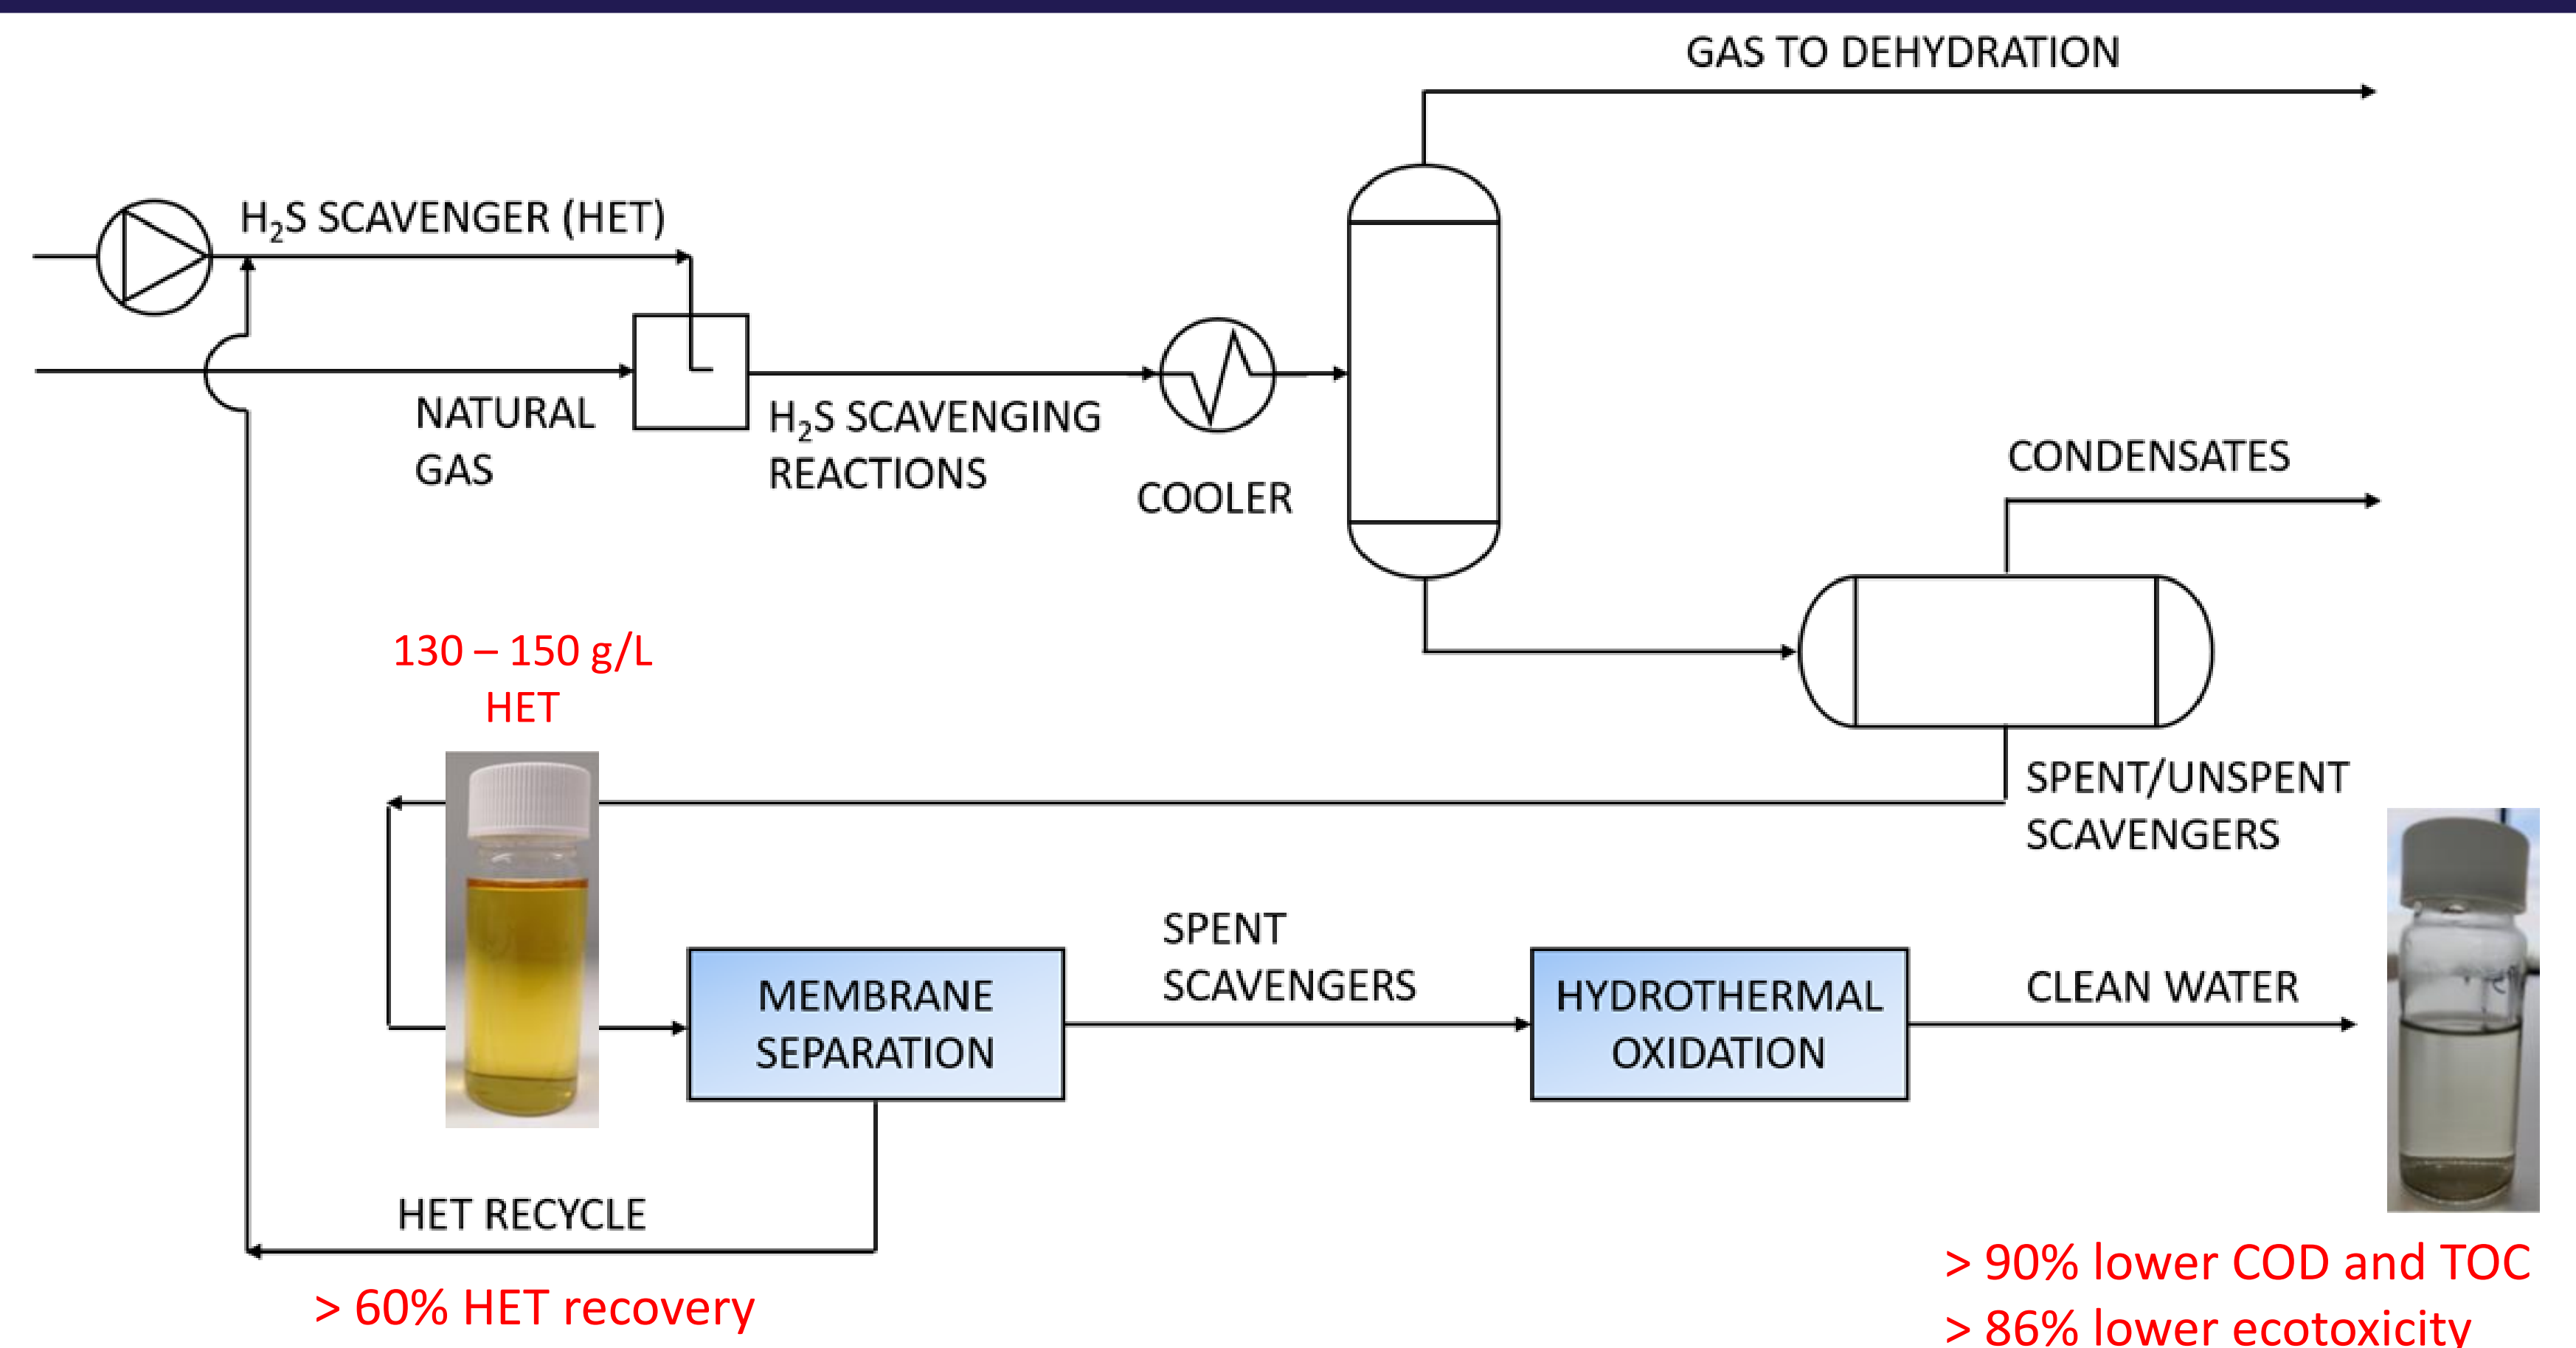 GAS TO DEHYDRATION
H₂S SCAVENGER (HET)
NATURAL
GAS
H₂S SCAVENGING
REACTIONS
COOLER
CONDENSATES
130 – 150 g/L
HET
SPENT/UNSPENT
SCAVENGERS
MEMBRANE
SEPARATION
SPENT
SCAVENGERS
HYDROTHERMAL
OXIDATION
CLEAN WATER
HET RECYCLE
> 60% HET recovery
> 90% lower COD and TOC
> 86% lower ecotoxicity